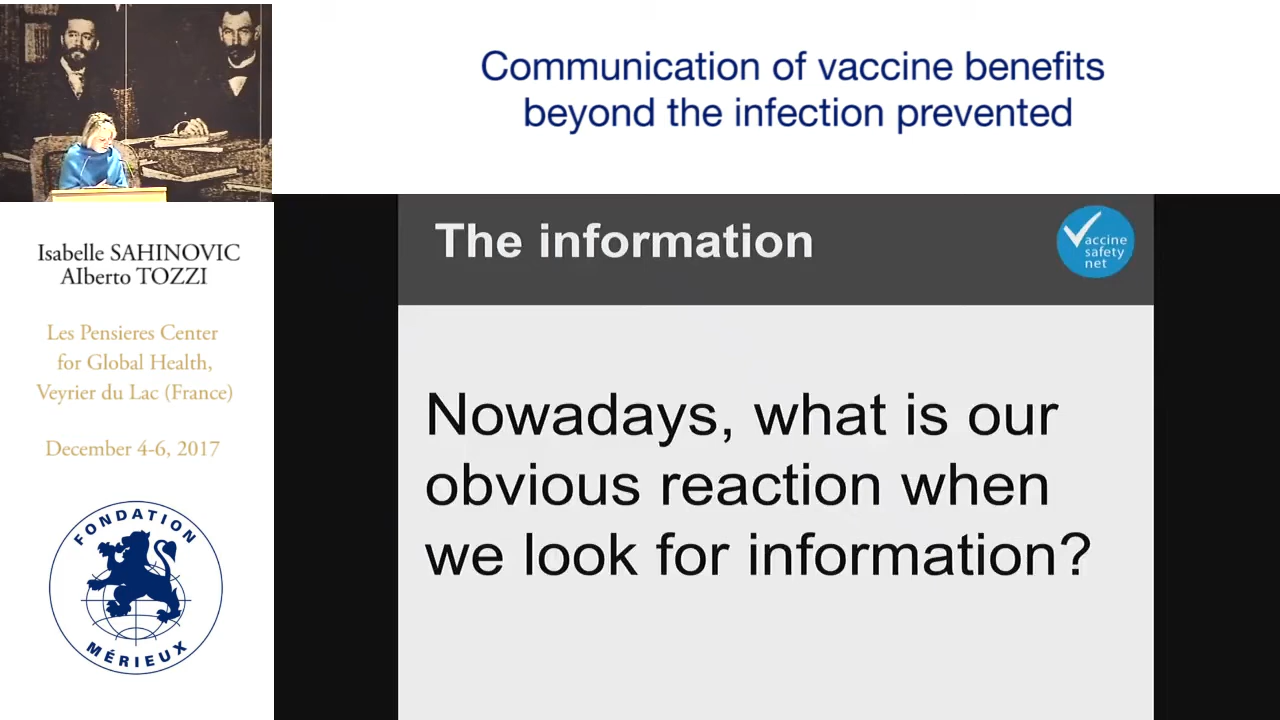 Communication of vaccine benefits
beyond the infection prevented
Isabelle SAHINOVIC
Alberto TOZZI
Les Pensieres Center
for Global Health,
Veyrier du Lac (France)
December 4-6, 2017
FONDATION
MÉRIEUX
The information
Vaccine
safety
net
Nowadays, what is our
obvious reaction when
we look for information?